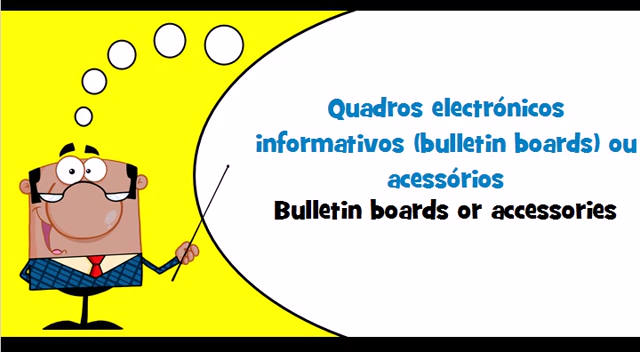 Quadros electrónicos
informativos (bulletin boards) ou
acessórios
Bulletin boards or accessories